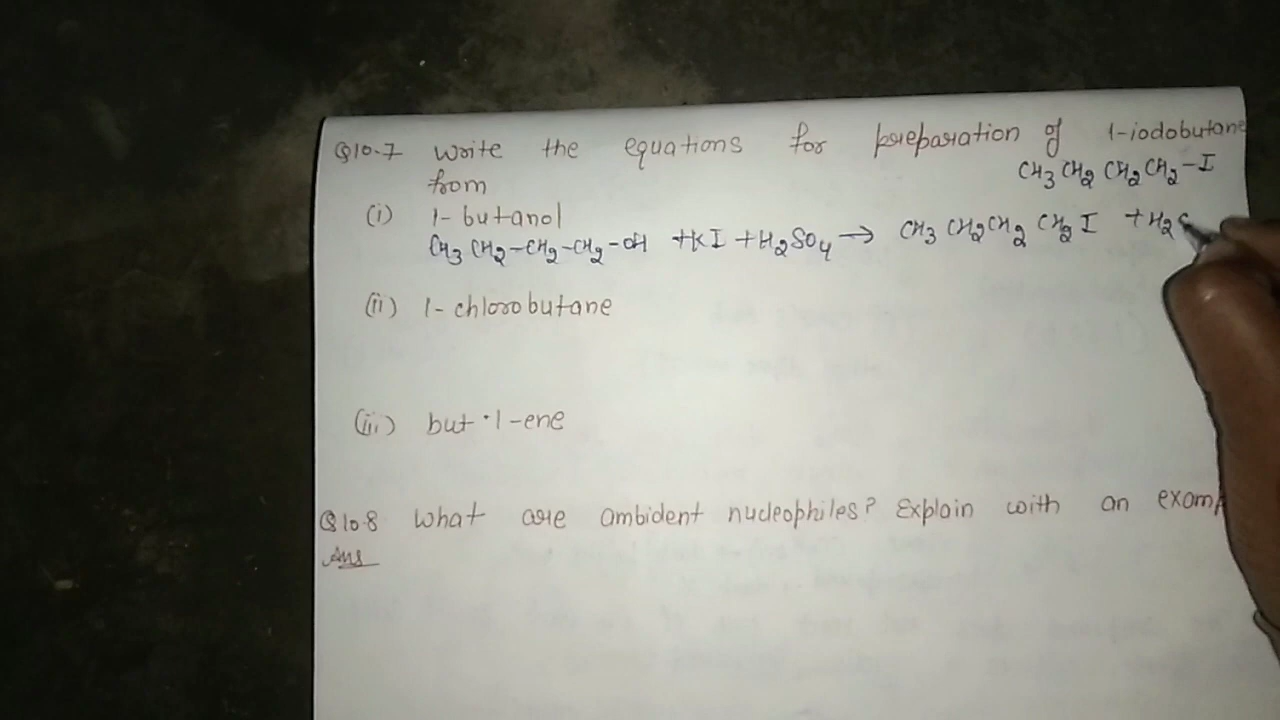 Q10.7 Write the equations for preparation of 1-iodobutane
from CH3 CH2 CH2 CH2-I
(i) 1-butanol
CH3 CH2-CH2-CH2-OH +KI + H2SO4 → CH3 CH2 CH2 CH2 I + H2
(ii) 1-chlorobutane
(iii) but-1-ene
Q10.8 What are ambident nucleophiles? Explain with an examp
Ans